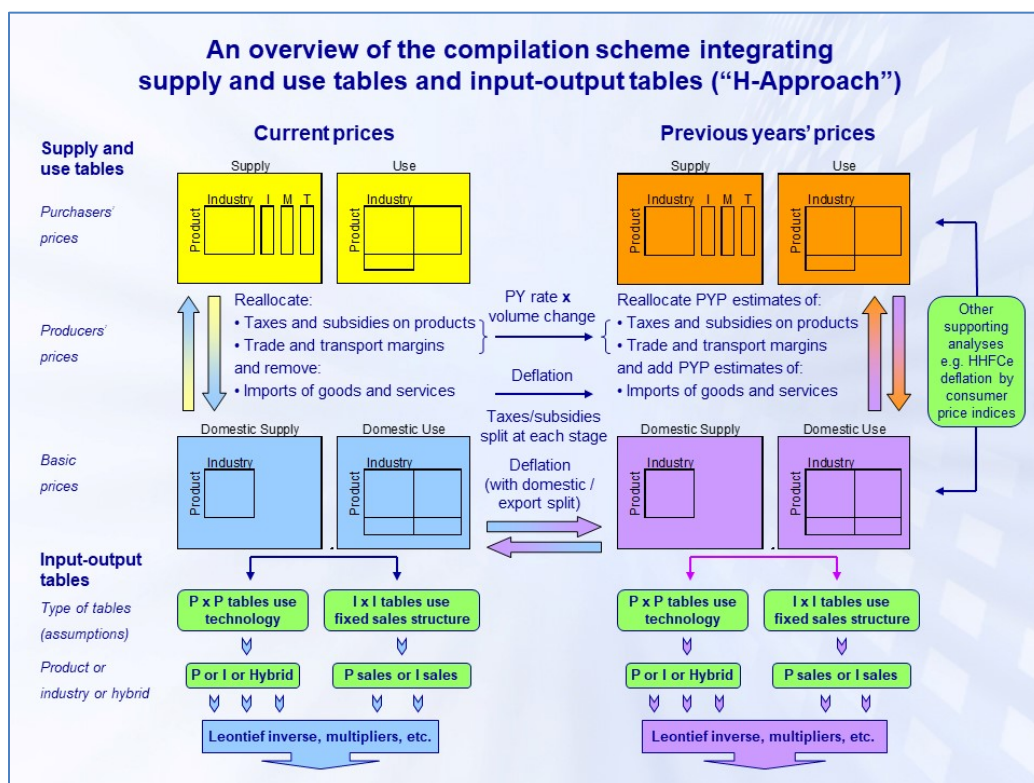 An overview of the compilation scheme integrating
supply and use tables and input-output tables (“H-Approach”)
Current prices
Previous years’ prices
Supply and
use tables
Purchasers’
prices
Supply
Use
Industry I M T
Product
Industry
Product
Supply
Use
Industry I M T
Product
Industry
Product
Producers’
prices
Reallocate:
• Taxes and subsidies on products
• Trade and transport margins
and remove:
• Imports of goods and services
PY rate x
volume change
Deflation
Taxes/subsidies
split at each stage
Deflation
(with domestic /
export split)
Reallocate PYP estimates of:
• Taxes and subsidies on products
• Trade and transport margins
and add PYP estimates of:
• Imports of goods and services
Other
supporting
analyses
e.g. HHFCe
deflation by
consumer
price indices
Basic
prices
Domestic Supply
Domestic Use
Industry
Product
Industry
Product
Domestic Supply
Domestic Use
Industry
Product
Industry
Product
Input-output
tables
Type of tables
(assumptions)
P x P tables use
technology
I x I tables use
fixed sales structure
P x P tables use
technology
I x I tables use
fixed sales structure
Product or
industry or hybrid
P or I or Hybrid
P sales or I sales
P or I or Hybrid
P sales or I sales
Leontief inverse, multipliers, etc.
Leontief inverse, multipliers, etc.